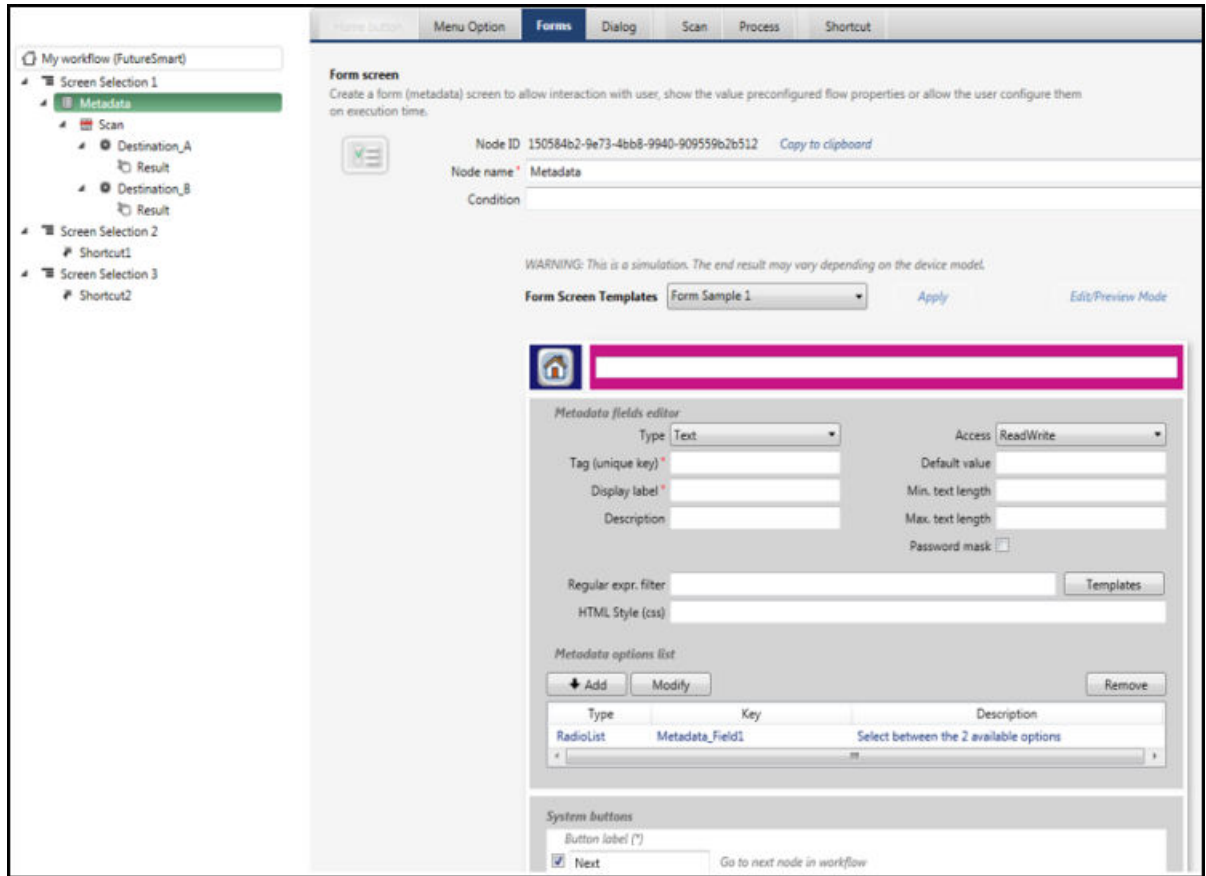 Home button Menu Option Forms Dialog Scan Process Shortcut
My workflow (FutureSmart)
Screen Selection 1
Metadata
Scan
Destination_A
Result
Destination_B
Result
Screen Selection 2
Shortcut1
Screen Selection 3
Shortcut2
Form screen
Create a form (metadata) screen to allow interaction with user, show the value preconfigured flow properties or allow the user configure them
on execution time.
Node ID 150584b2-9e73-4bb8-9940-909559b2b512 Copy to clipboard
Node name* Metadata
Condition
WARNING: This is a simulation. The end result may vary depending on the device model.
Form Screen Templates Form Sample 1 Apply Edit/Preview Mode
Metadata fields editor
Type Text Access ReadWrite
Tag (unique key)* Default value
Display label* Min. text length
Description Max. text length
Password mask
Regular expr. filter Templates
HTML Style (css)
Metadata options list
Add Modify Remove
Type Key Description
RadioList Metadata_Field1 Select between the 2 available options
System buttons
Button label (*)
Next Go to next node in workflow